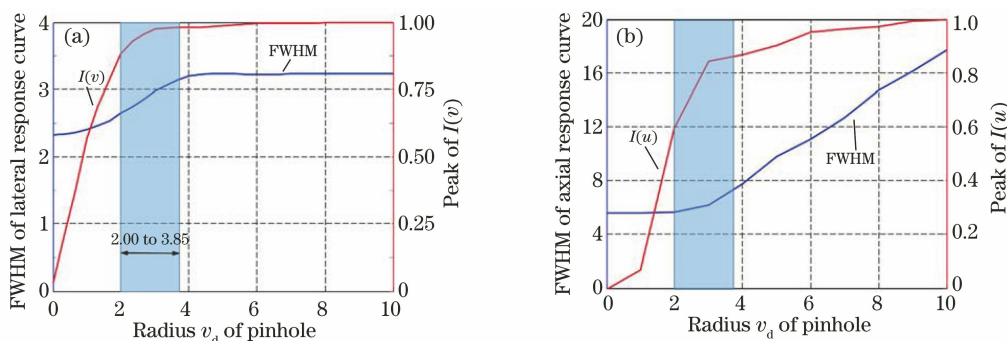 (a)
FWHM of lateral response curve
4
3
2
1
0
I(v)
FWHM
2.00 to 3.85
1.00
0.75
0.50
0.25
0.00
Peak of I(v)
0 2 4 6 8 10
Radius vd of pinhole
(b)
FWHM of axial response curve
20
16
12
8
4
0
I(u)
FWHM
1.0
0.8
0.6
0.4
0.2
0
Peak of I(u)
0 2 4 6 8 10
Radius vd of pinhole